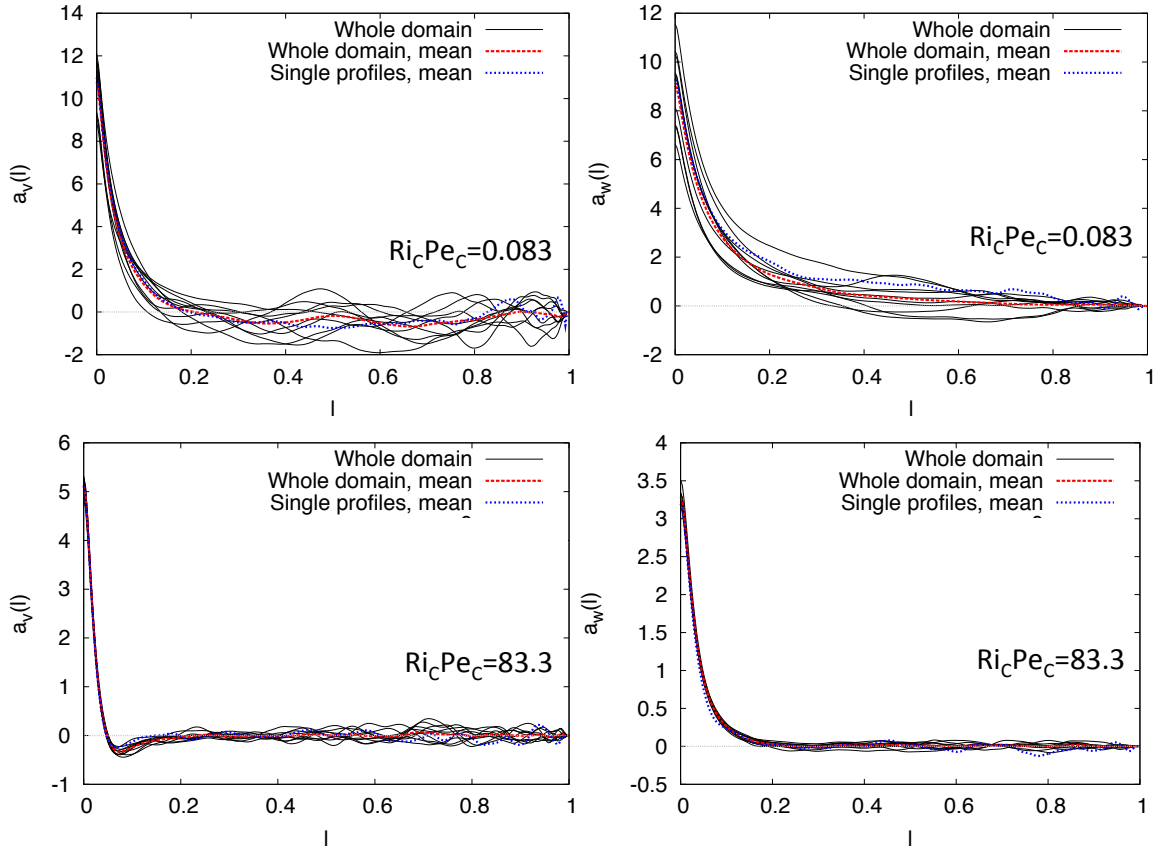 14
12
10
8
6
4
2
0
-2
a_v(l)
Whole domain
Whole domain, mean
Single profiles, mean
Ri_cPe_c=0.083
0 0.2 0.4 0.6 0.8 1
l
12
10
8
6
4
2
0
-2
a_w(l)
Whole domain
Whole domain, mean
Single profiles, mean
Ri_cPe_c=0.083
0 0.2 0.4 0.6 0.8 1
l
6
5
4
3
2
1
0
-1
a_v(l)
Whole domain
Whole domain, mean
Single profiles, mean
Ri_cPe_c=83.3
0 0.2 0.4 0.6 0.8 1
l
4
3.5
3
2.5
2
1.5
1
0.5
0
-0.5
a_w(l)
Whole domain
Whole domain, mean
Single profiles, mean
Ri_cPe_c=83.3
0 0.2 0.4 0.6 0.8 1
l